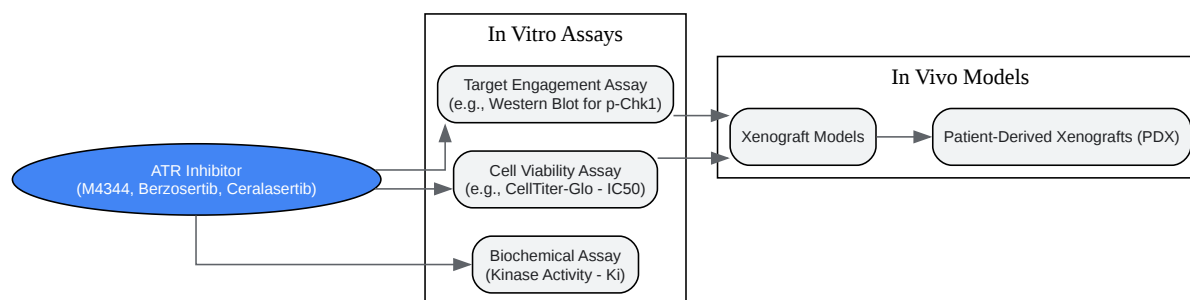 In Vitro Assays
Target Engagement Assay
(e.g., Western Blot for p-Chk1)
In Vivo Models
Xenograft Models
Patient-Derived Xenografts (PDX)
ATR Inhibitor
(M4344, Berzosertib, Ceralasertib)
Cell Viability Assay
(e.g., CellTiter-Glo - IC50)
Biochemical Assay
(Kinase Activity - Ki)